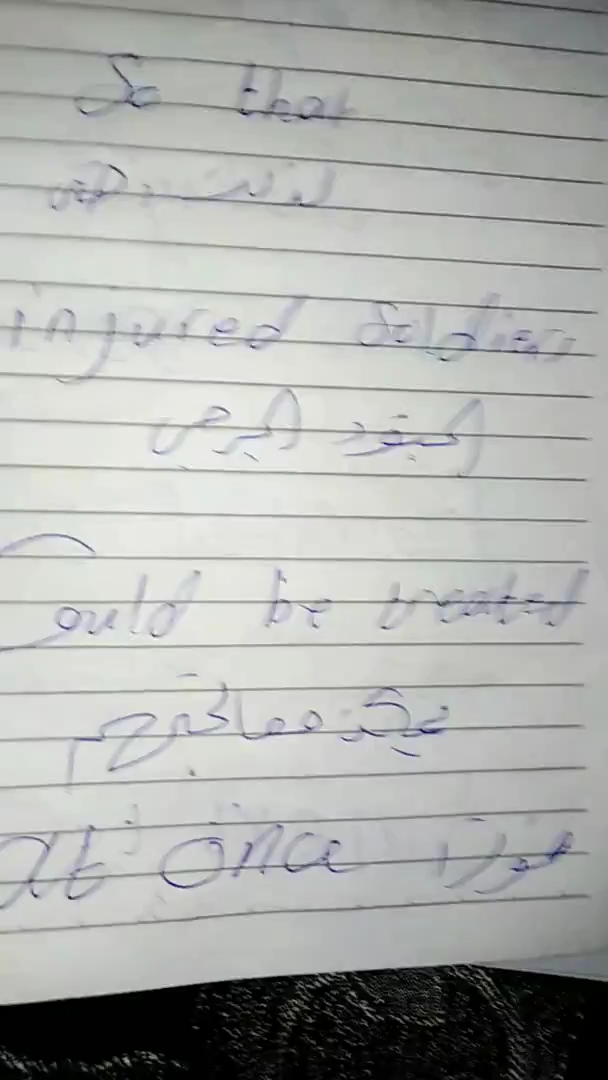 So that
injured Soldiers
الجنود الجرحى
Could be treated
يمكن معالجتهم
at once فورا